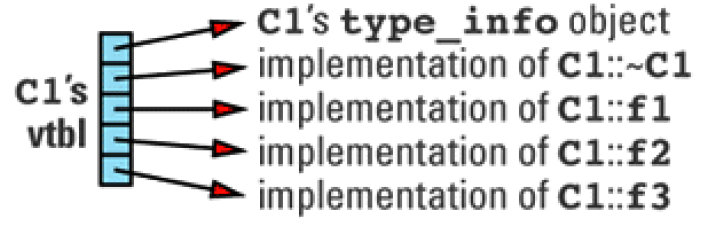 C1's
vtbl
C1's type_info object
implementation of C1::~C1
implementation of C1::f1
implementation of C1::f2
implementation of C1::f3